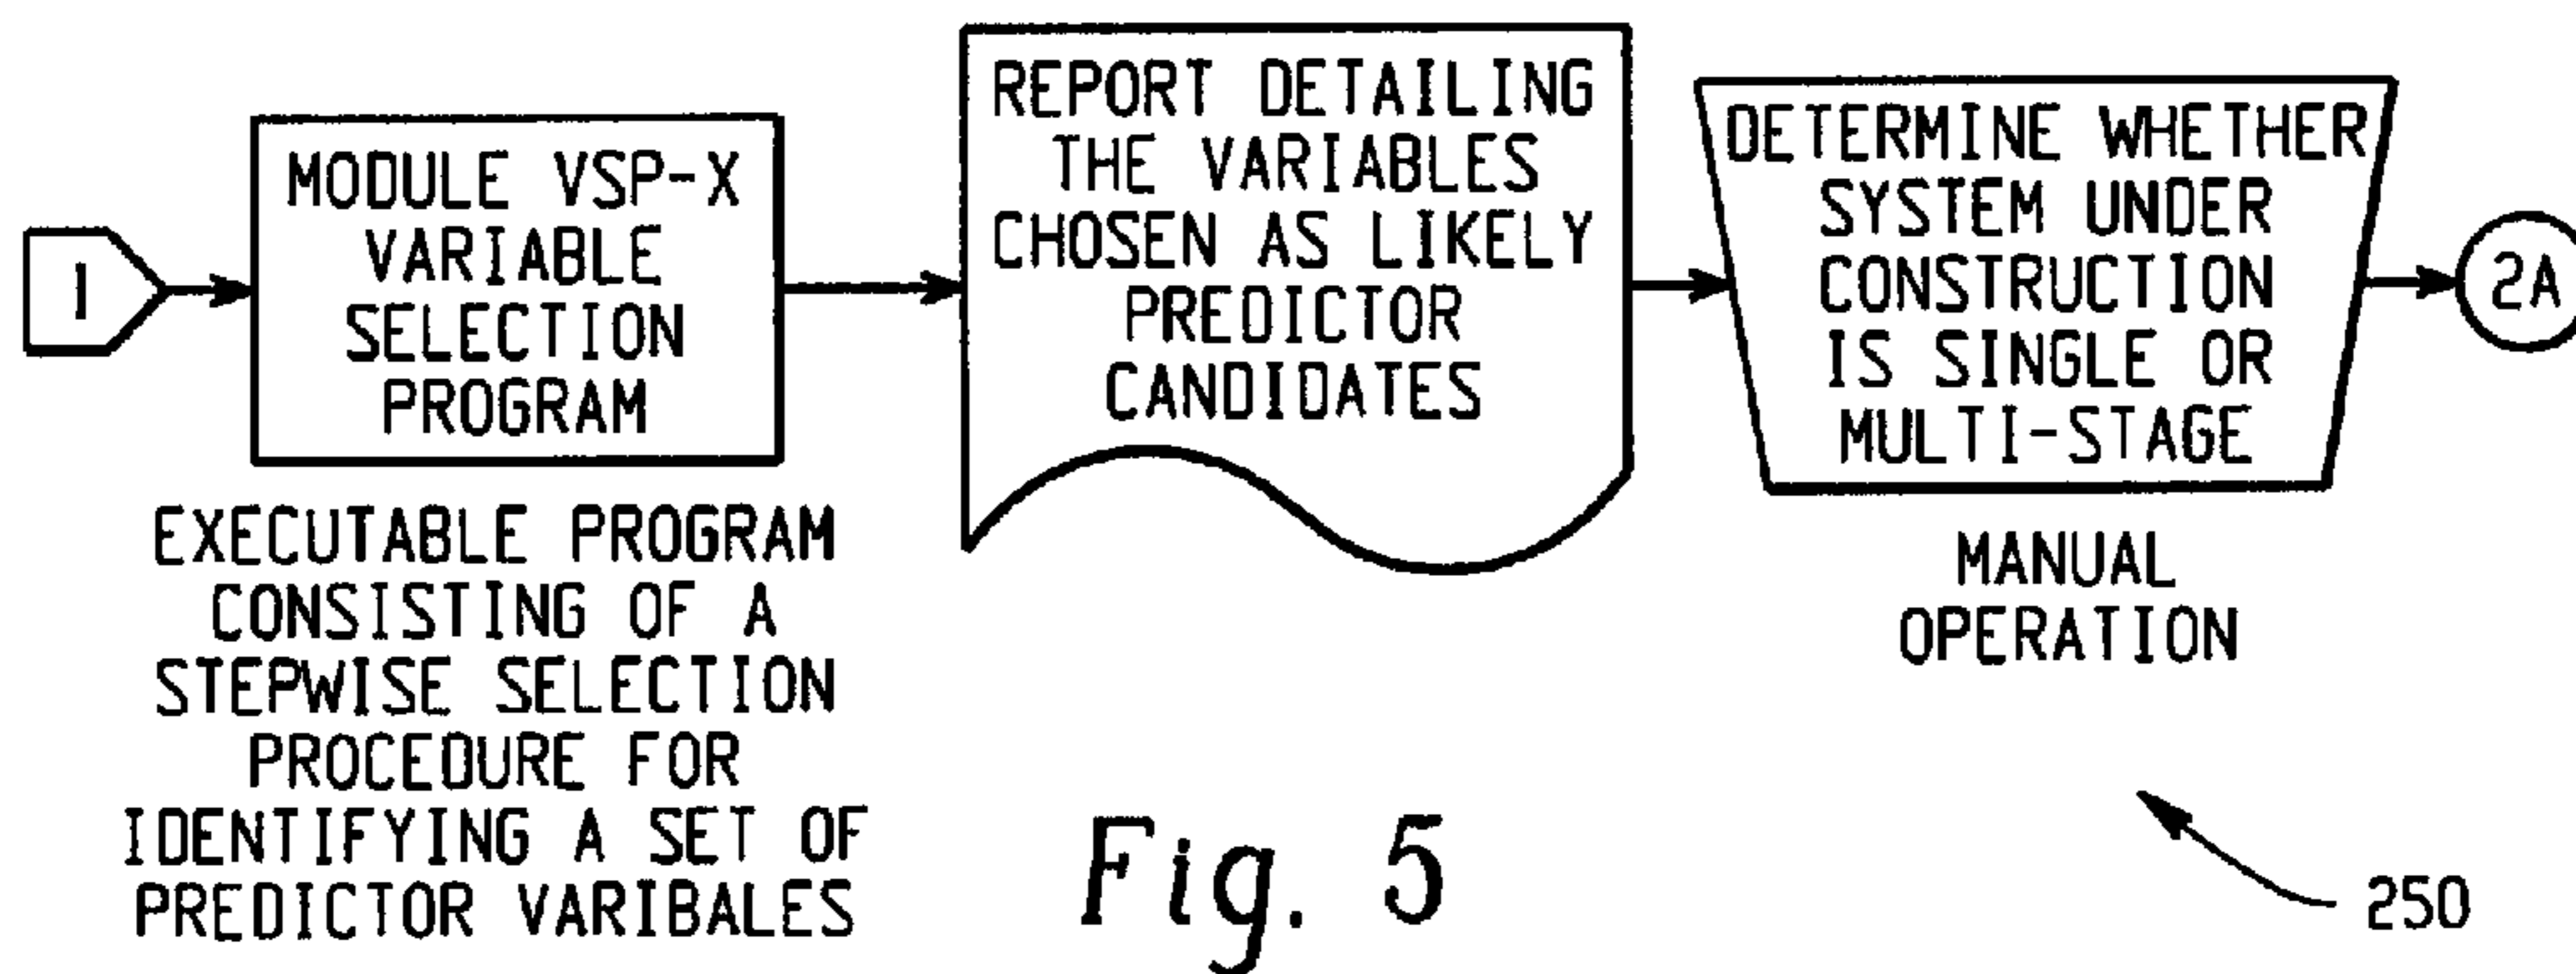 1
MODULE VSP-X
VARIABLE
SELECTION
PROGRAM
EXECUTABLE PROGRAM
CONSISTING OF A
STEPWISE SELECTION
PROCEDURE FOR
IDENTIFYING A SET OF
PREDICTOR VARIBALES
REPORT DETAILING
THE VARIABLES
CHOSEN AS LIKELY
PREDICTOR
CANDIDATES
DETERMINE WHETHER
SYSTEM UNDER
CONSTRUCTION
IS SINGLE OR
MULTI-STAGE
MANUAL
OPERATION
2A
Fig. 5
250